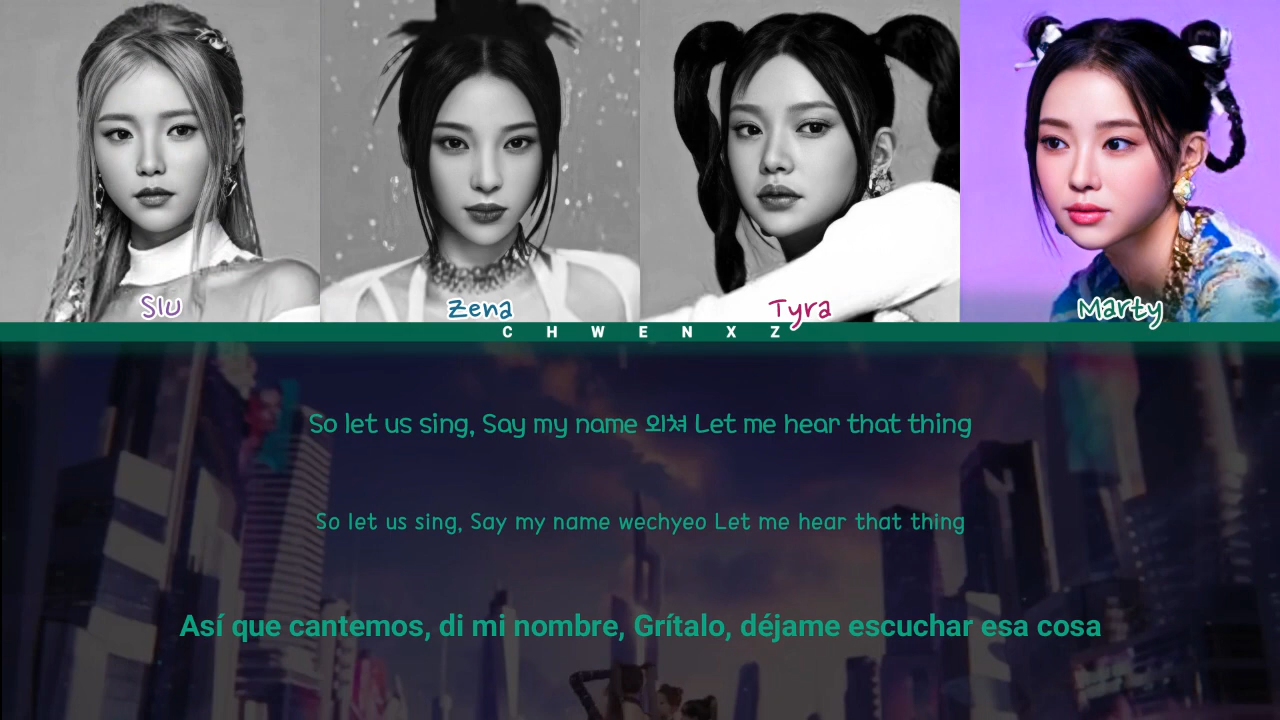 SIU
Zena
Tyra
Marty
CHWENXZ
So let us sing, Say my name 외쳐 Let me hear that thing
So let us sing, Say my name wechyeo Let me hear that thing
Así que cantemos, di mi nombre, Grítalo, déjame escuchar esa cosa